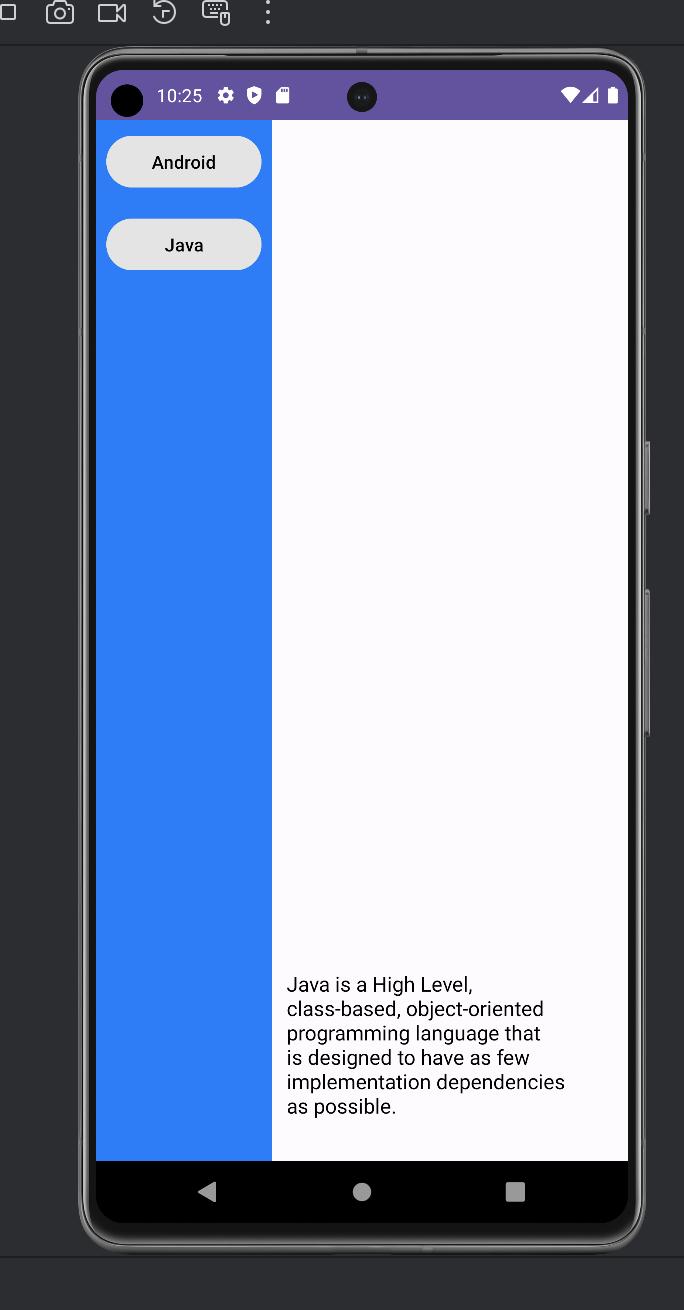 10:25
Android
Java
Java is a High Level,
class-based, object-oriented
programming language that
is designed to have as few
implementation dependencies
as possible.